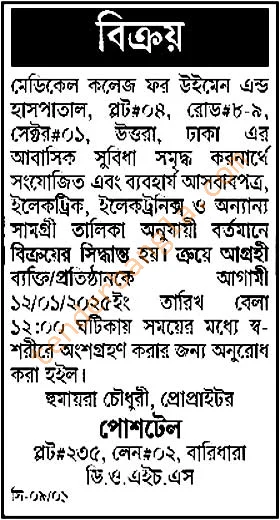 বিক্রয়
মেডিকেল কলেজ ফর উইমেন এন্ড
হাসপাতাল, প্লট#০৪, রোড#৮-৯,
সেক্টর#০১, উত্তরা, ঢাকা এর
আবাসিক সুবিধা সমৃদ্ধ করনার্থে
সংযোজিত এবং ব্যবহার্য আসবাবপত্র,
ইলেকট্রিক, ইলেকট্রনিক্স ও অন্যান্য
সামগ্রী তালিকা অনুযায়ী বর্তমানে
বিক্রয়ের সিদ্ধান্ত হয়। ক্রয়ে আগ্রহী
ব্যক্তি/প্রতিষ্ঠানকে আগামী
১২/০১/২০২৫ইং তারিখ বেলা
১২:০০ ঘটিকায় সময়ের মধ্যে স্ব-
শরীরে অংশগ্রহণ করার জন্য অনুরোধ
করা হইল।
হুমায়রা চৌধুরী, প্রোপ্রাইটর
পোশটেল
প্লট#২৩৫, লেন#০২, বারিধারা
ডি.ও.এইচ.এস
সি-০৯/০১